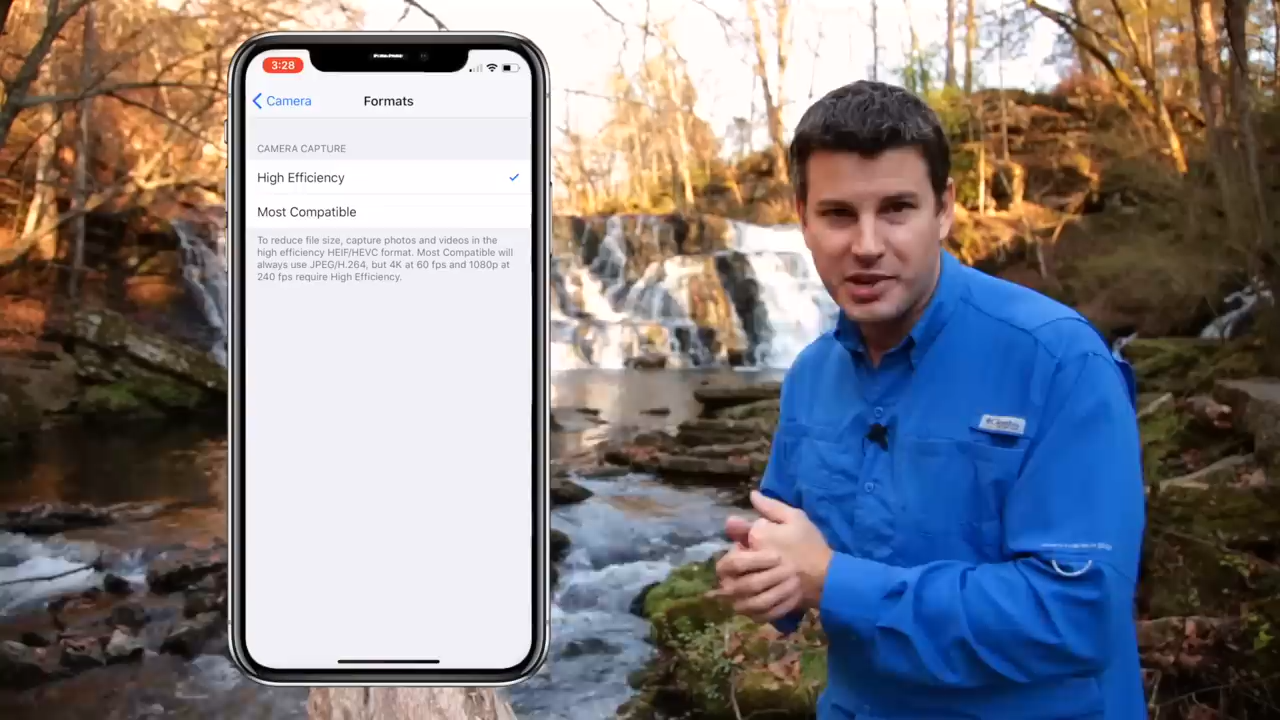 3:28
Camera
Formats
CAMERA CAPTURE
High Efficiency
Most Compatible
To reduce file size, capture photos and videos in the
high efficiency HEIF/HEVC format. Most Compatible will
always use JPEG/H.264, but 4K at 60 fps and 1080p at
240 fps require High Efficiency.
Columbia